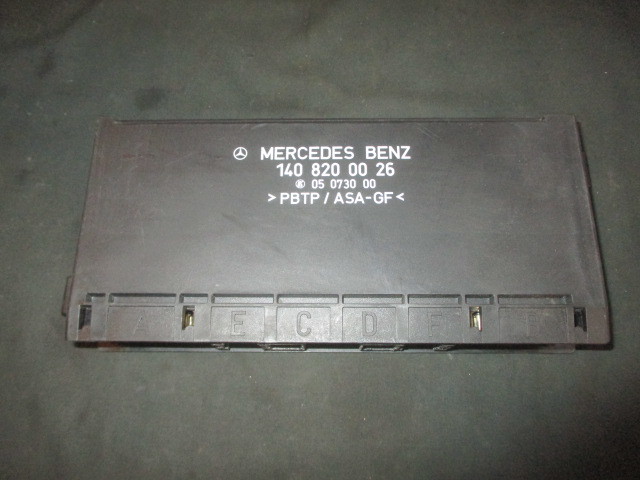 MERCEDES BENZ
140 820 00 26
05 0730 00
>PBTP/ASA-GF<
A E C D F